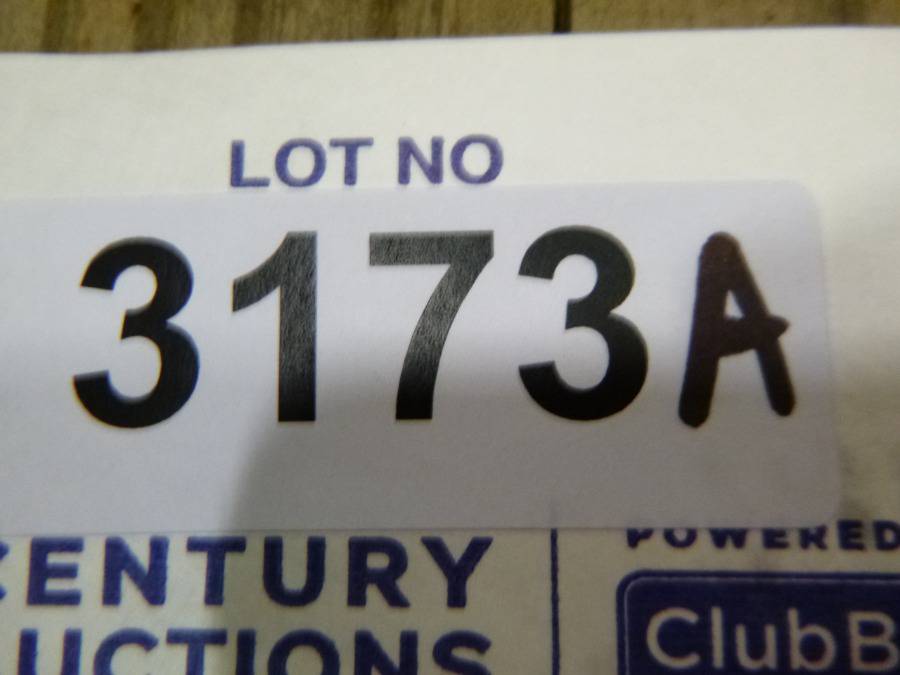 LOT NO
3173A
CENTURY
UCTIONS
POWERED
ClubB